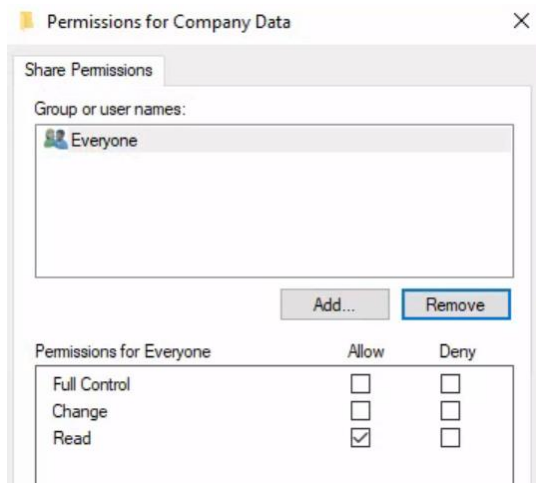 Permissions for Company Data
Share Permissions
Group or user names:
Everyone
Add...
Remove
Permissions for Everyone Allow Deny
Full Control
Change
Read